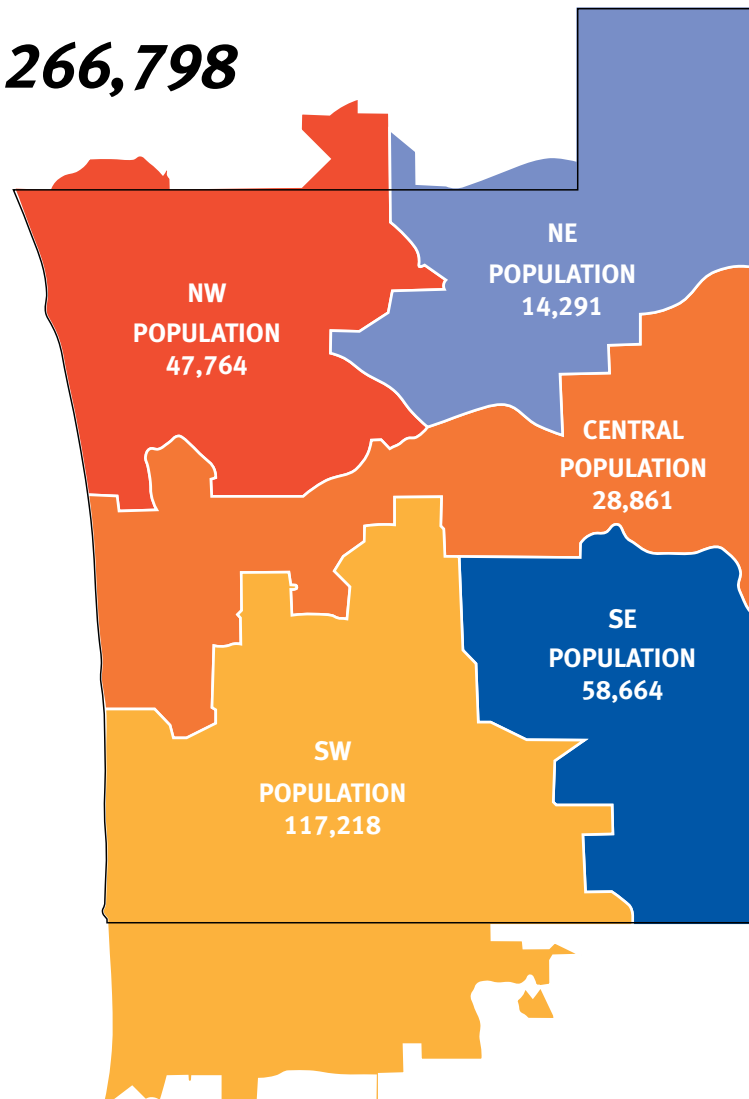 266,798
NE
POPULATION
14,291
NW
POPULATION
47,764
CENTRAL
POPULATION
28,861
SE
POPULATION
58,664
SW
POPULATION
117,218